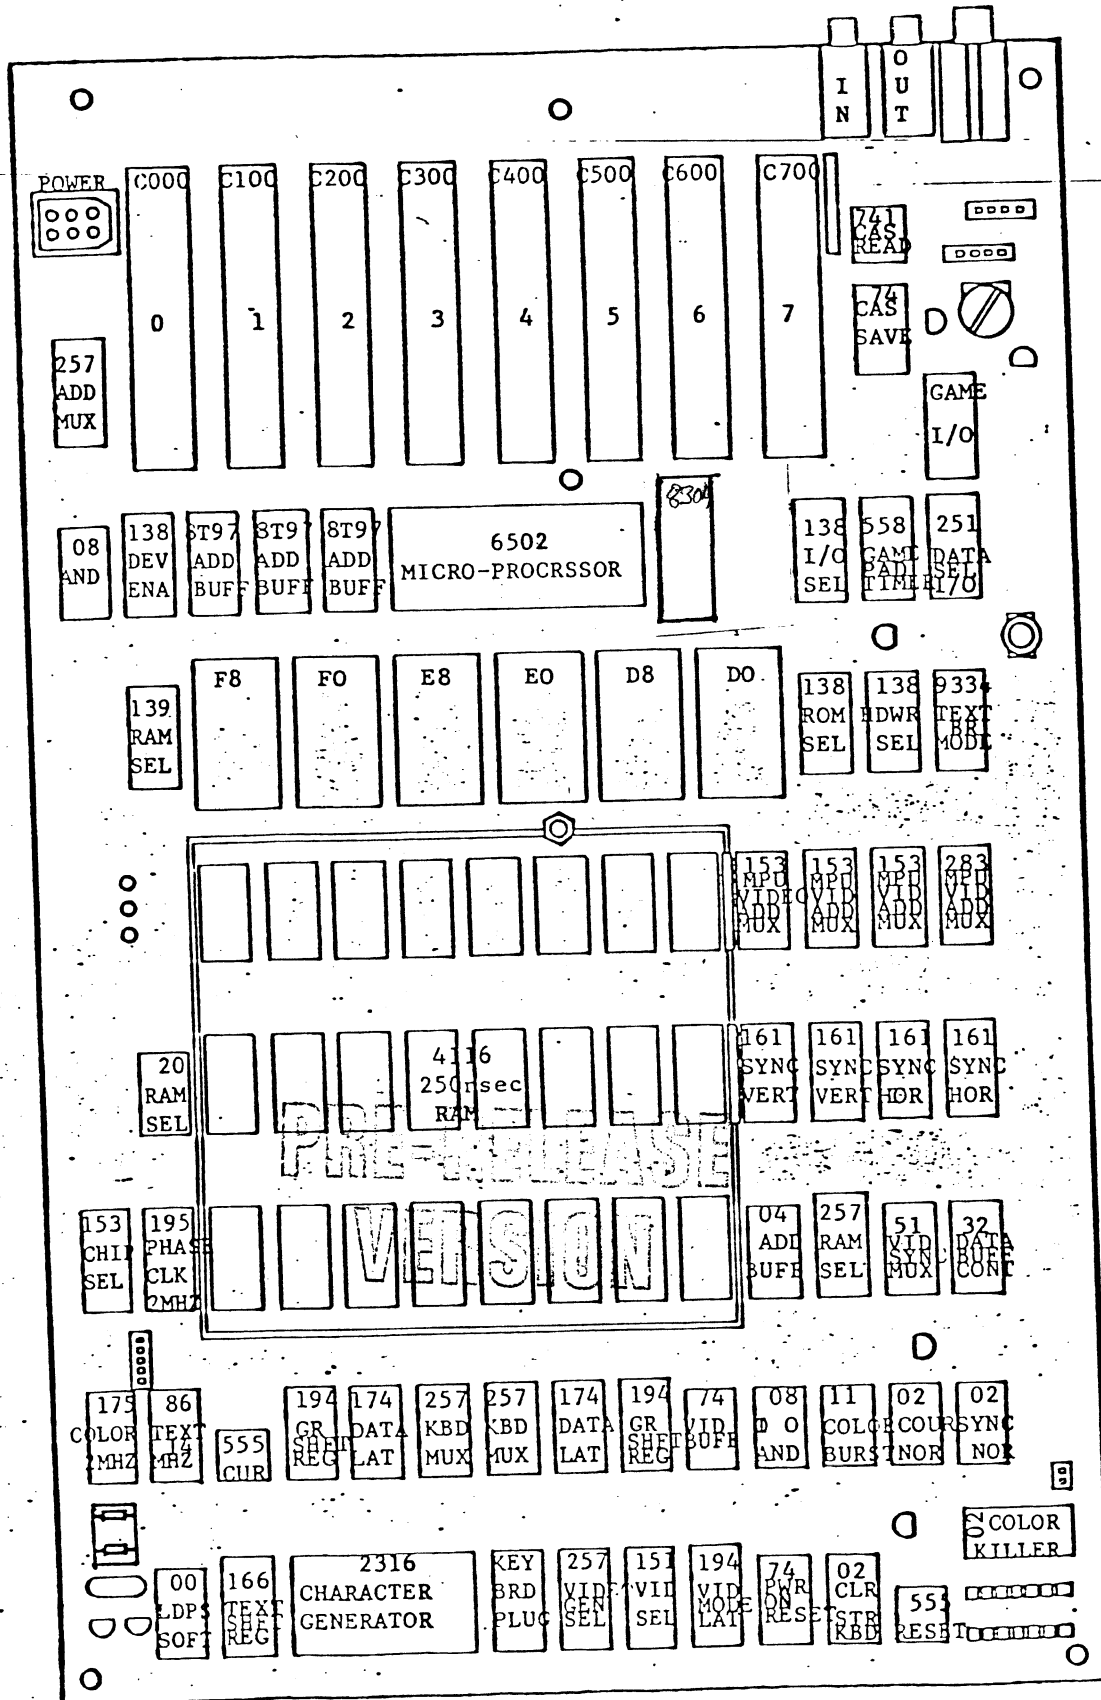 IN
OUT
POWER
C000
C100
C200
C300
C400
C500
C600
C700
0
1
2
3
4
5
6
7
741
CAS
READ
74
CAS
SAVE
257
ADD
MUX
GAME
I/O
08
AND
138
DEV
ENA
8T97
ADD
BUFF
8T97
ADD
BUFF
8T97
ADD
BUFF
6502
MICRO-PROCRSSOR
8304
138
I/O
SEL
558
GAME
PADL
TIMER
251
DATA
SEL
I/O
139
RAM
SEL
F8
F0
E8
E0
D8
D0
138
ROM
SEL
138
HDWR
SEL
9334
TEXT
BRT
MODE
153
MPU
VIDEO
ADD
MUX
153
MPU
VID
ADD
MUX
153
MPU
VID
ADD
MUX
283
MPU
VID
ADD
MUX
20
RAM
SEL
4116
250nsec
RAM
161
SYNC
VERT
161
SYNC
VERT
161
SYNC
HOR
161
SYNC
HOR
PRE-RELEASE
VERSION
153
CHIP
SEL
195
PHASE
CLK
2MHZ
04
ADD
BUFF
257
RAM
SEL
51
VID
SYNC
MUX
32
DATA
BUFF
CONT
175
COLOR
2MHZ
86
TEXT
14
MHZ
555
CUR
194
GR
SHFT
REG
174
DATA
LAT
257
KBD
MUX
257
KBD
MUX
174
DATA
LAT
194
GR
SHFT
REG
74
VID
BUFF
08
O
AND
11
COLOR
BURST
02
COUR
NOR
02
SYNC
NOR
02
COLOR
KILLER
00
LDPS
SOFT
166
TEXT
SHFT
REG
2316
CHARACTER
GENERATOR
KEY
BRD
PLUG
257
VID
GEN
SEL
151
VID
SEL
194
VID
MODE
LAT
74
PWR
ON
RESET
02
CLR
STR
KBD
555
RESET